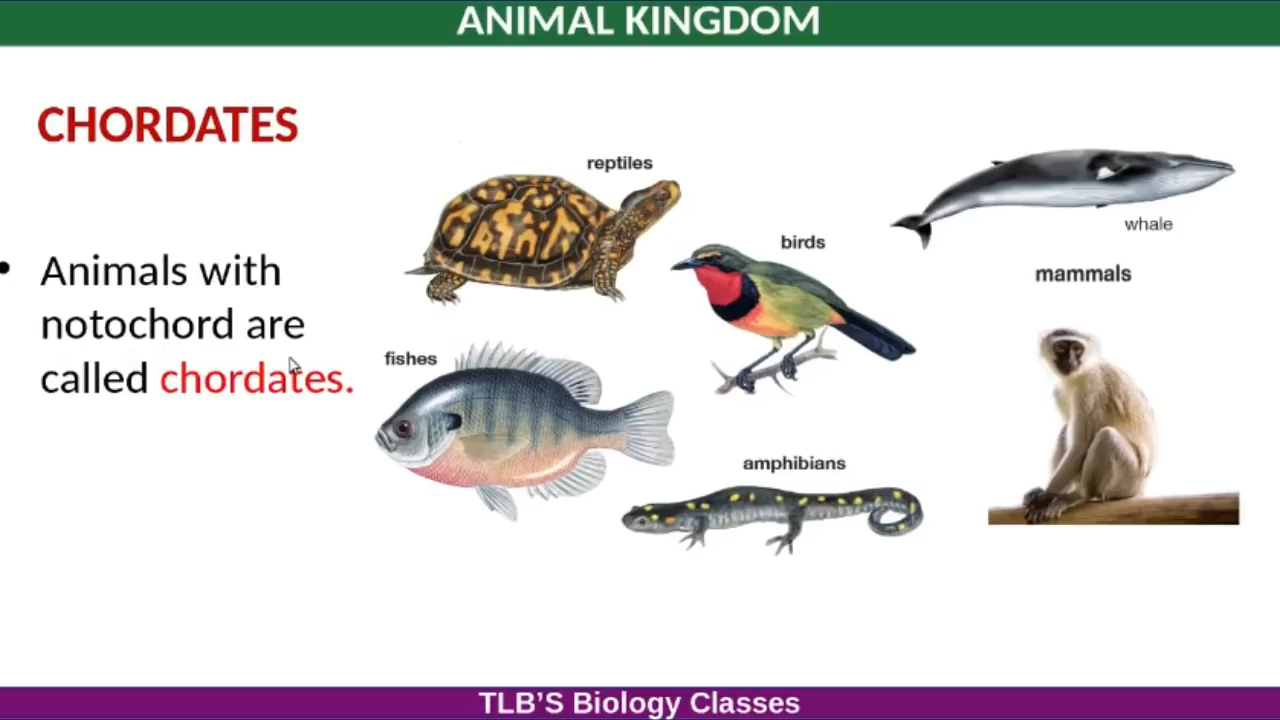 ANIMAL KINGDOM
CHORDATES
• Animals with
notochord are
called chordates.
reptiles
birds
whale
mammals
fishes
amphibians
TLB’S Biology Classes